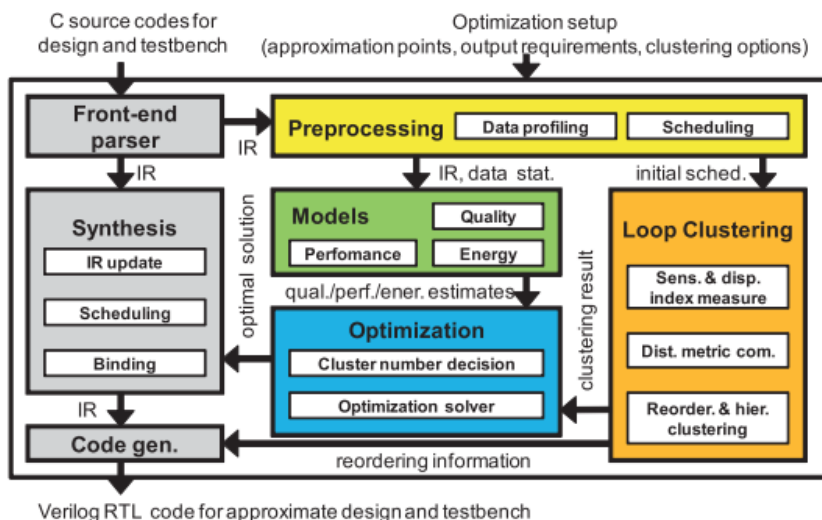 C source codes for
design and testbench
Optimization setup
(approximation points, output requirements, clustering options)
Front-end
parser
IR
Preprocessing
Data profiling
Scheduling
IR
IR, data stat.
initial sched.
Synthesis
IR update
Scheduling
Binding
optimal solution
Models
Quality
Perfomance
Energy
qual./perf./ener. estimates
Optimization
Cluster number decision
Optimization solver
clustering result
Loop Clustering
Sens. & disp.
index measure
Dist. metric com.
Reorder. & hier.
clustering
IR
Code gen.
reordering information
Verilog RTL code for approximate design and testbench